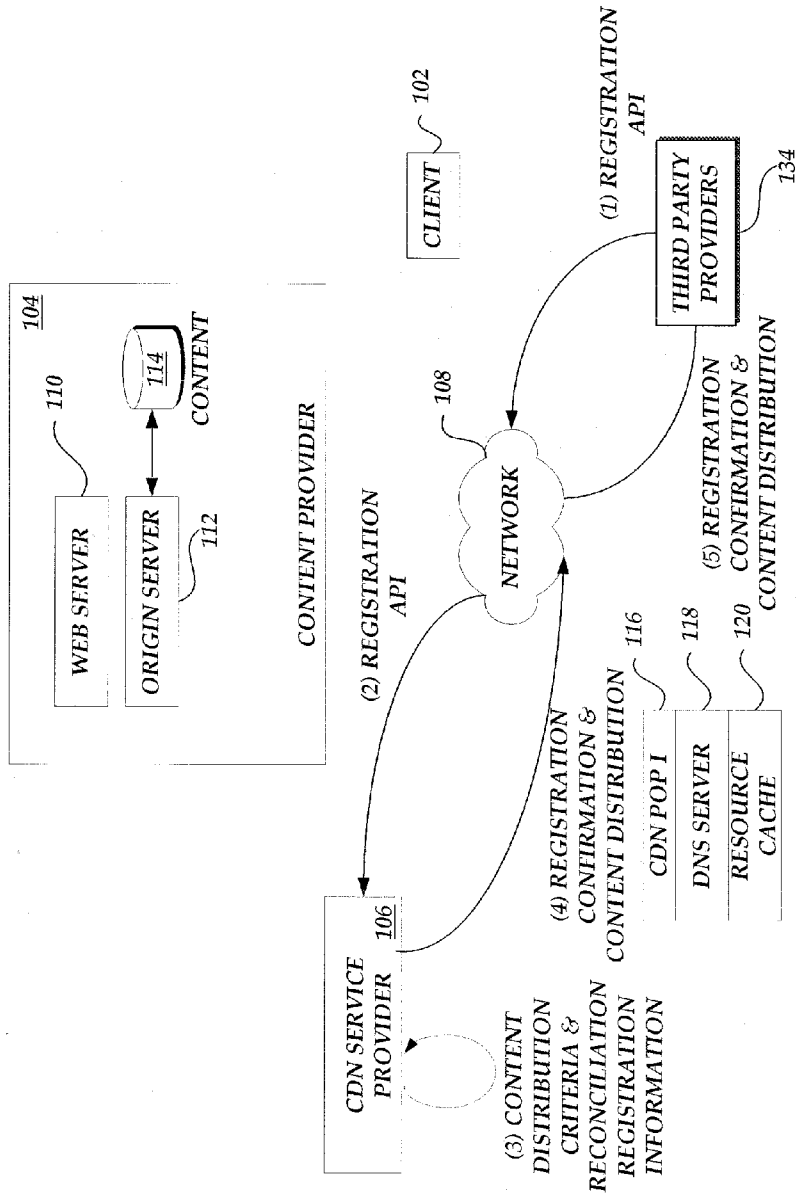 104
WEB SERVER
110
ORIGIN SERVER
112
114
CONTENT
CONTENT PROVIDER
CLIENT
102
CDN SERVICE
PROVIDER
106
(2) REGISTRATION
API
108
NETWORK
(1) REGISTRATION
API
THIRD PARTY
PROVIDERS
134
(3) CONTENT
DISTRIBUTION
CRITERIA &
RECONCILIATION
REGISTRATION
INFORMATION
(4) REGISTRATION
CONFIRMATION &
CONTENT DISTRIBUTION
(5) REGISTRATION
CONFIRMATION &
CONTENT DISTRIBUTION
CDN POP I
116
DNS SERVER
118
RESOURCE
CACHE
120